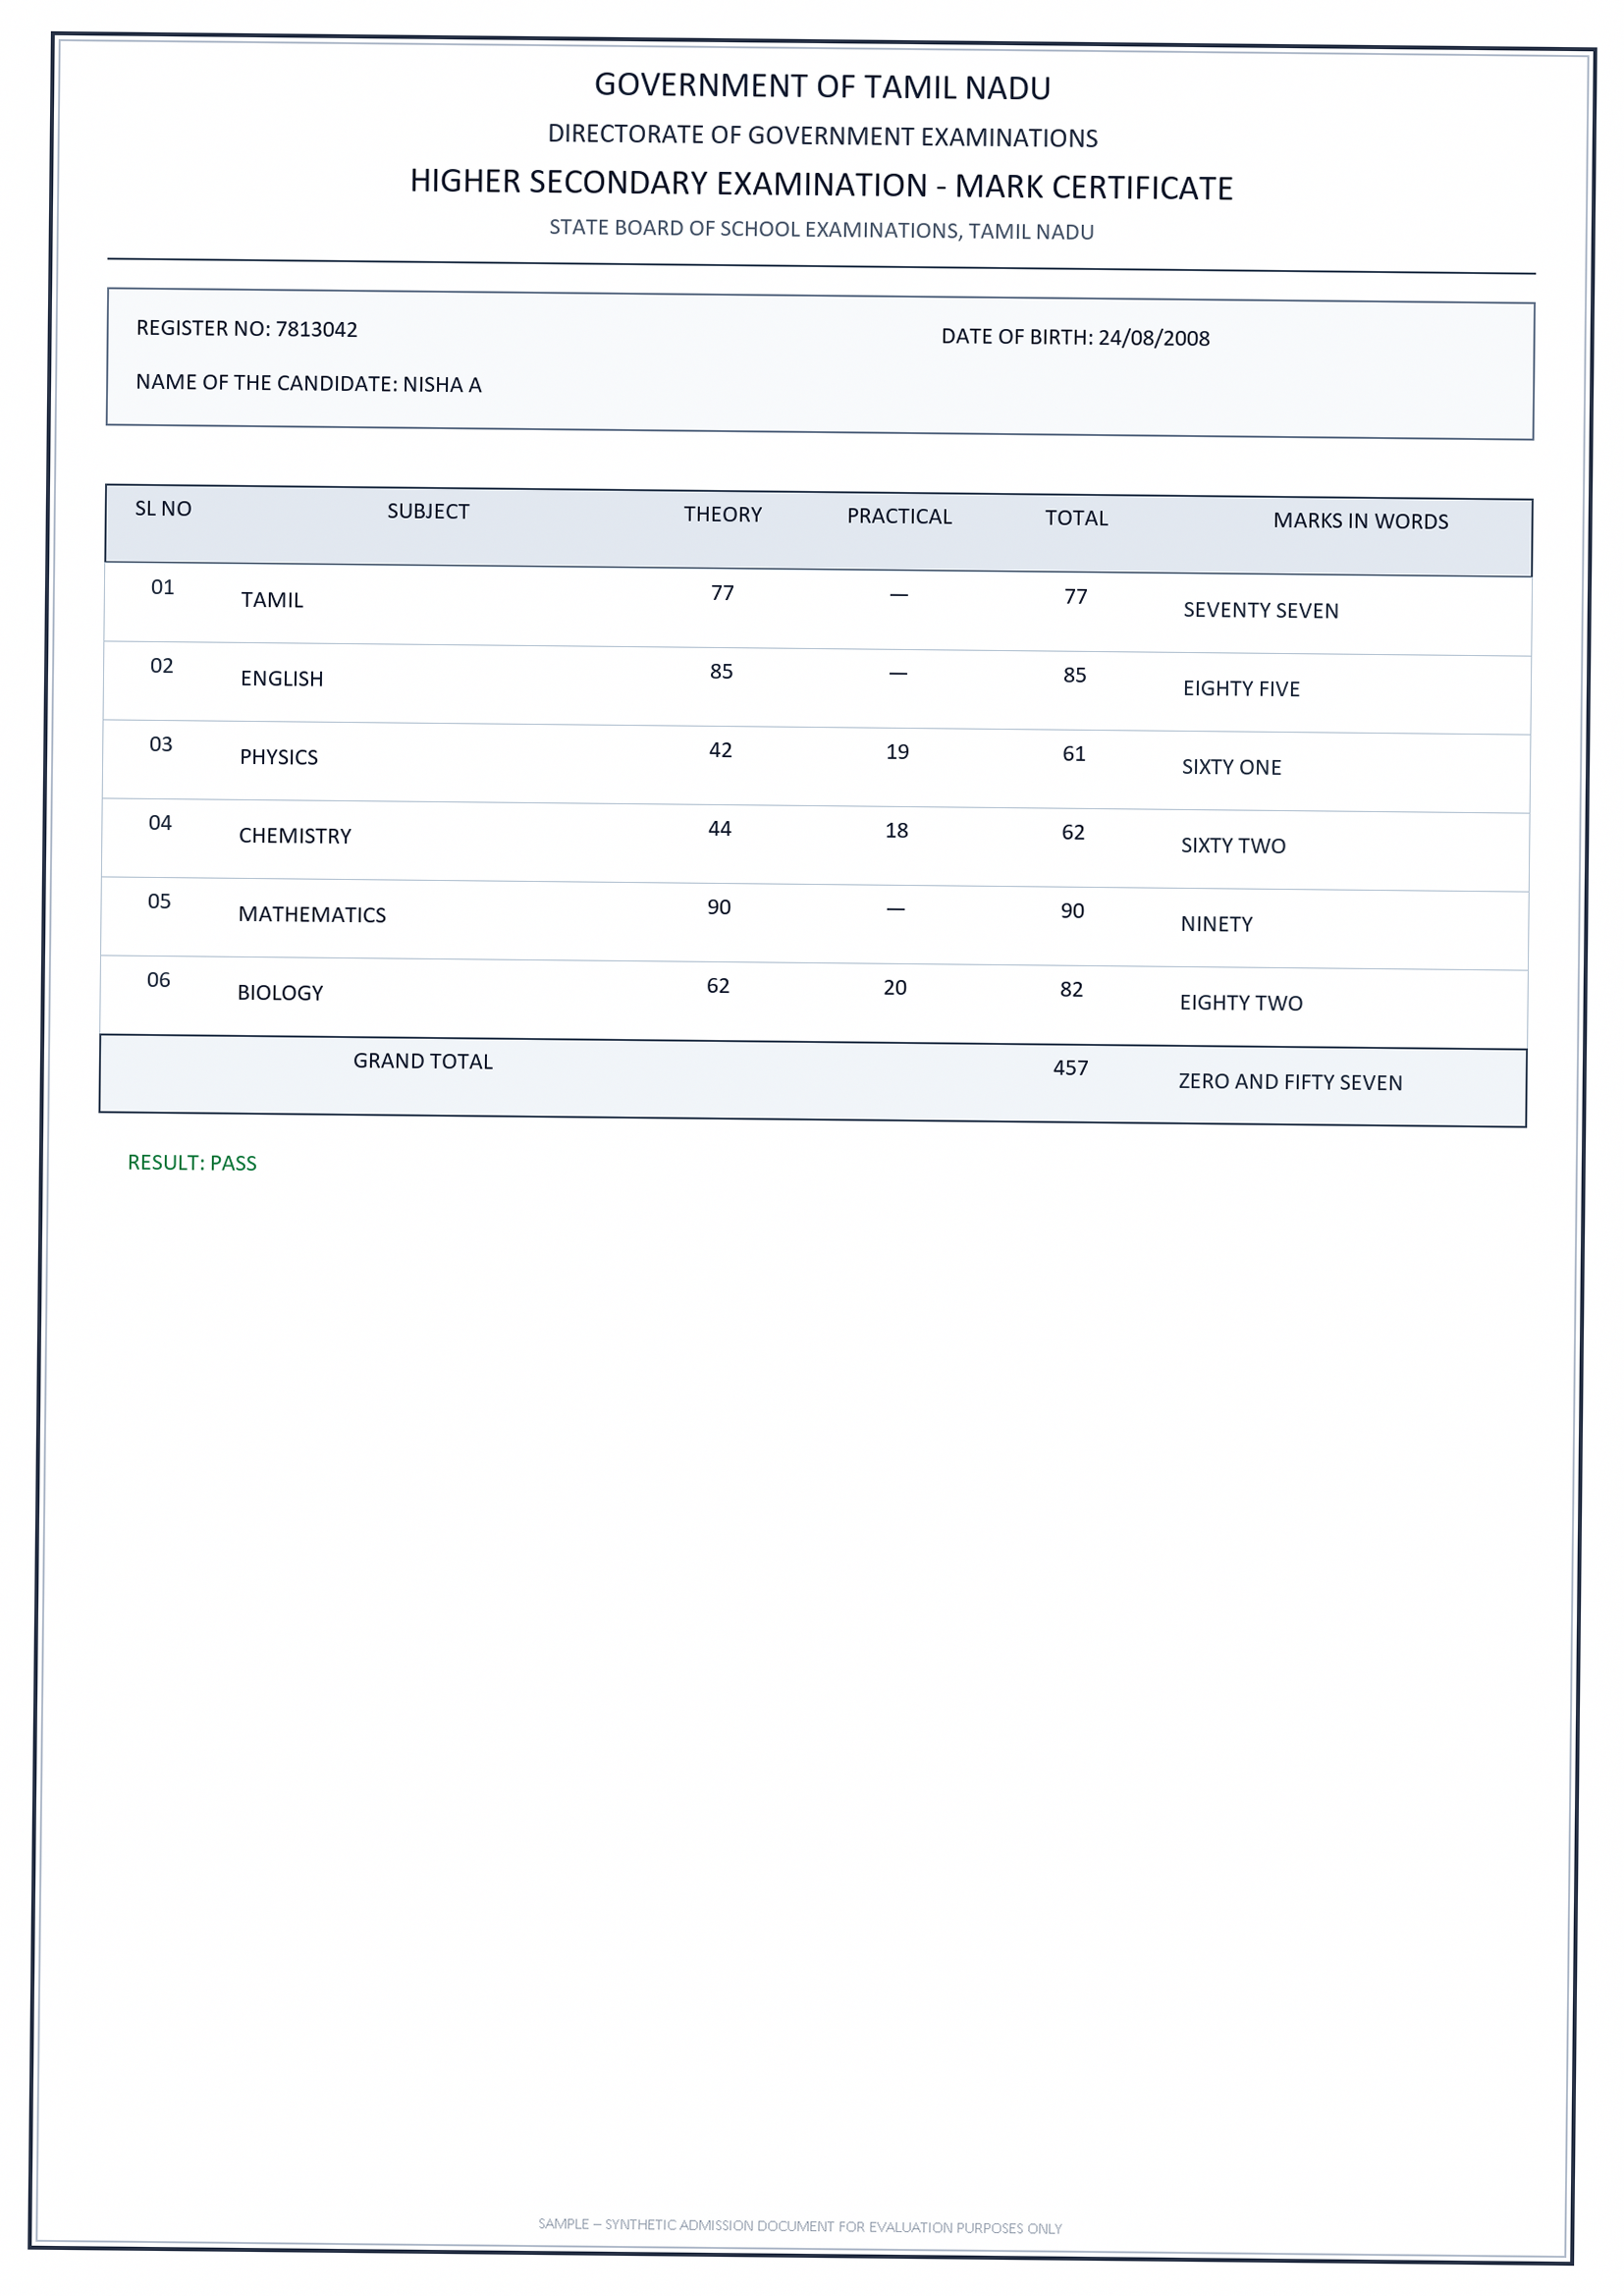 GOVERNMENT OF TAMIL NADU
DIRECTORATE OF GOVERNMENT EXAMINATIONS
HIGHER SECONDARY EXAMINATION - MARK CERTIFICATE
STATE BOARD OF SCHOOL EXAMINATIONS, TAMIL NADU
REGISTER NO: 7813042 DATE OF BIRTH: 24/08/2008
NAME OF THE CANDIDATE: NISHA A
SL NO SUBJECT THEORY PRACTICAL TOTAL MARKS IN WORDS
01 TAMIL 77 — 77 SEVENTY SEVEN
02 ENGLISH 85 — 85 EIGHTY FIVE
03 PHYSICS 42 19 61 SIXTY ONE
04 CHEMISTRY 44 18 62 SIXTY TWO
05 MATHEMATICS 90 — 90 NINETY
06 BIOLOGY 62 20 82 EIGHTY TWO
GRAND TOTAL 457 ZERO AND FIFTY SEVEN
RESULT: PASS
SAMPLE – SYNTHETIC ADMISSION DOCUMENT FOR EVALUATION PURPOSES ONLY